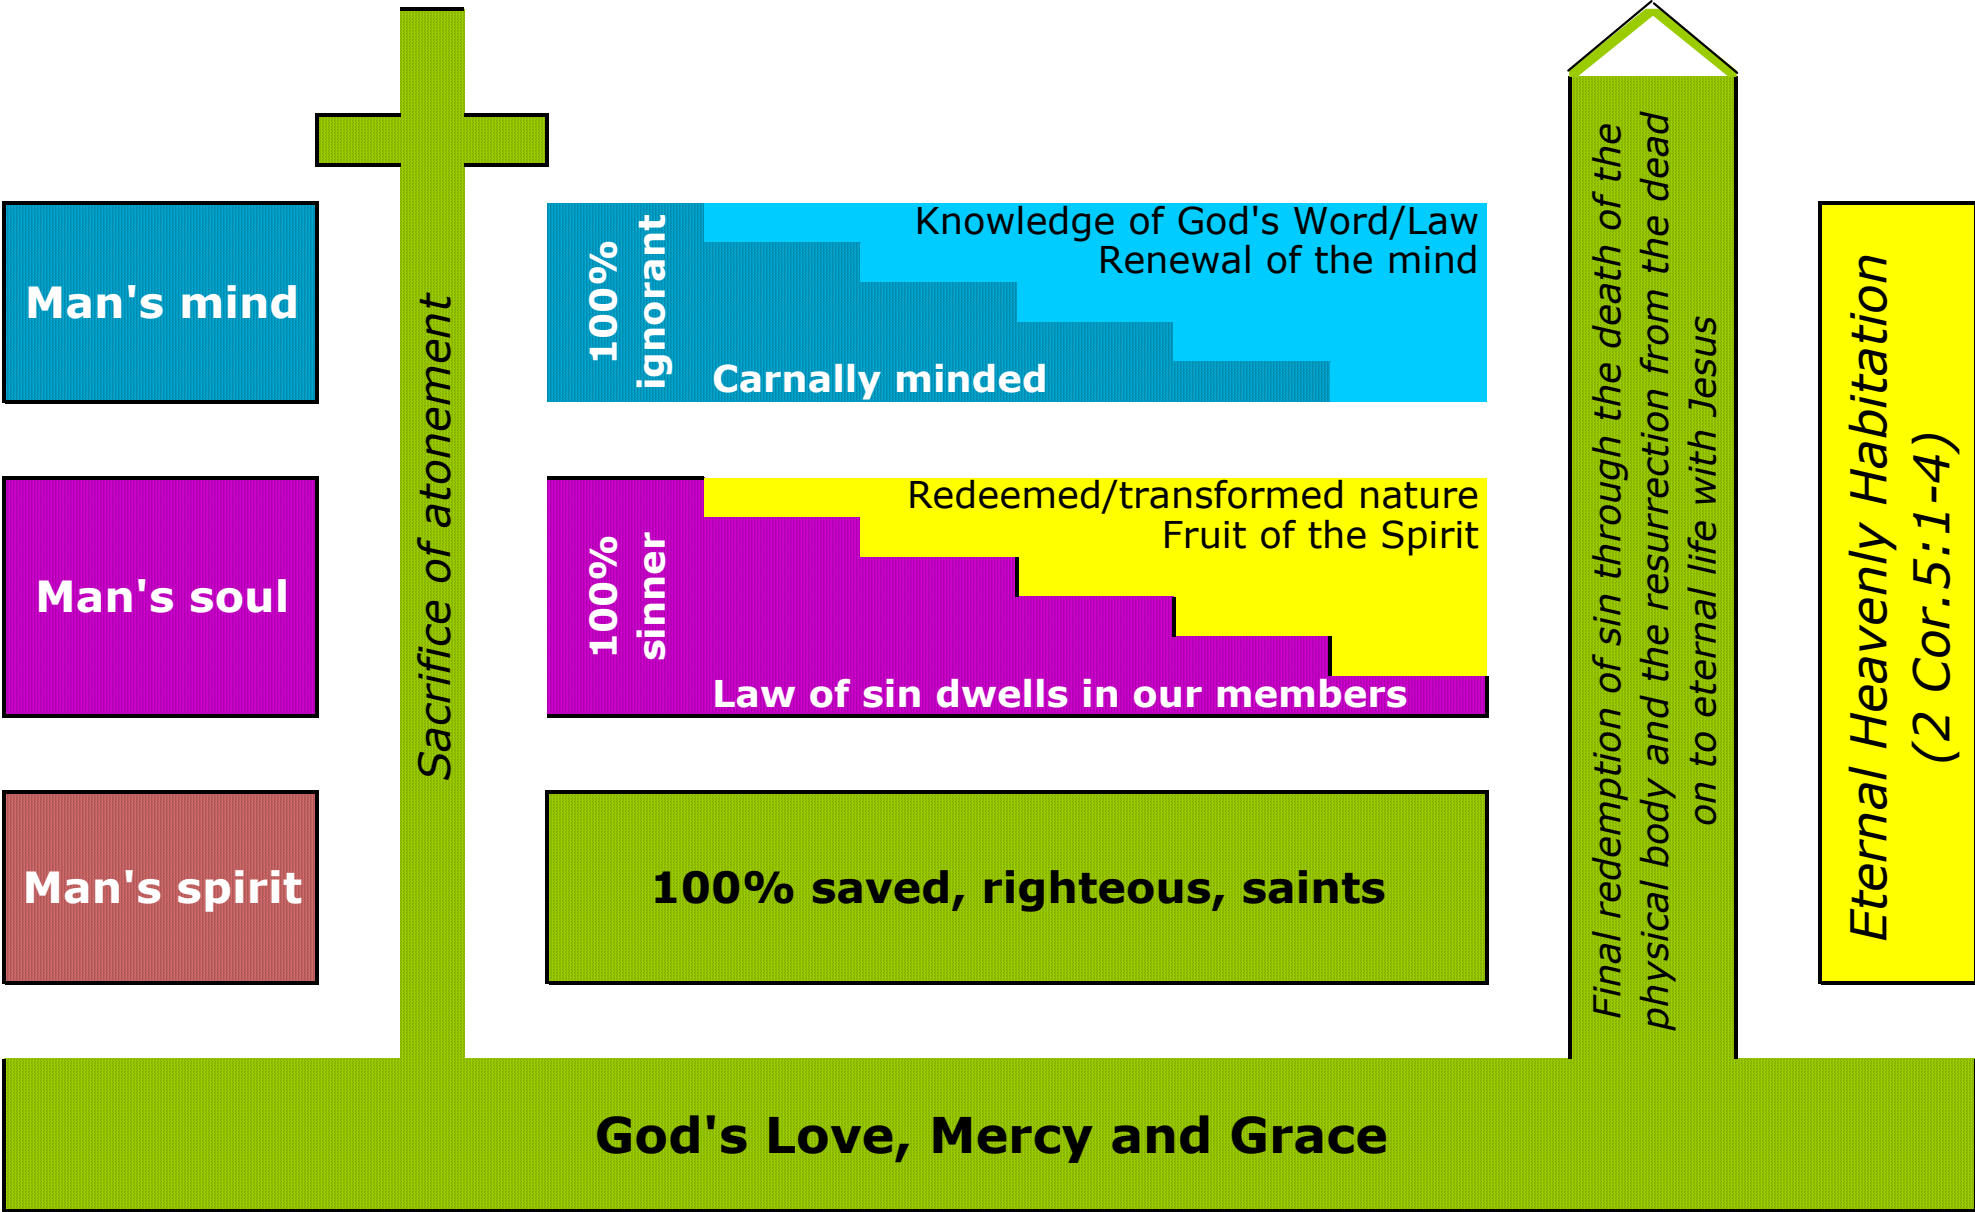 Man's mind
Man's soul
Man's spirit
Sacrifice of atonement
100%
ignorant
Knowledge of God's Word/Law
Renewal of the mind
Carnally minded
100%
sinner
Redeemed/transformed nature
Fruit of the Spirit
Law of sin dwells in our members
100% saved, righteous, saints
Final redemption of sin through the death of the
physical body and the resurrection from the dead
on to eternal life with Jesus
Eternal Heavenly Habitation
(2 Cor.5:1-4)
God's Love, Mercy and Grace